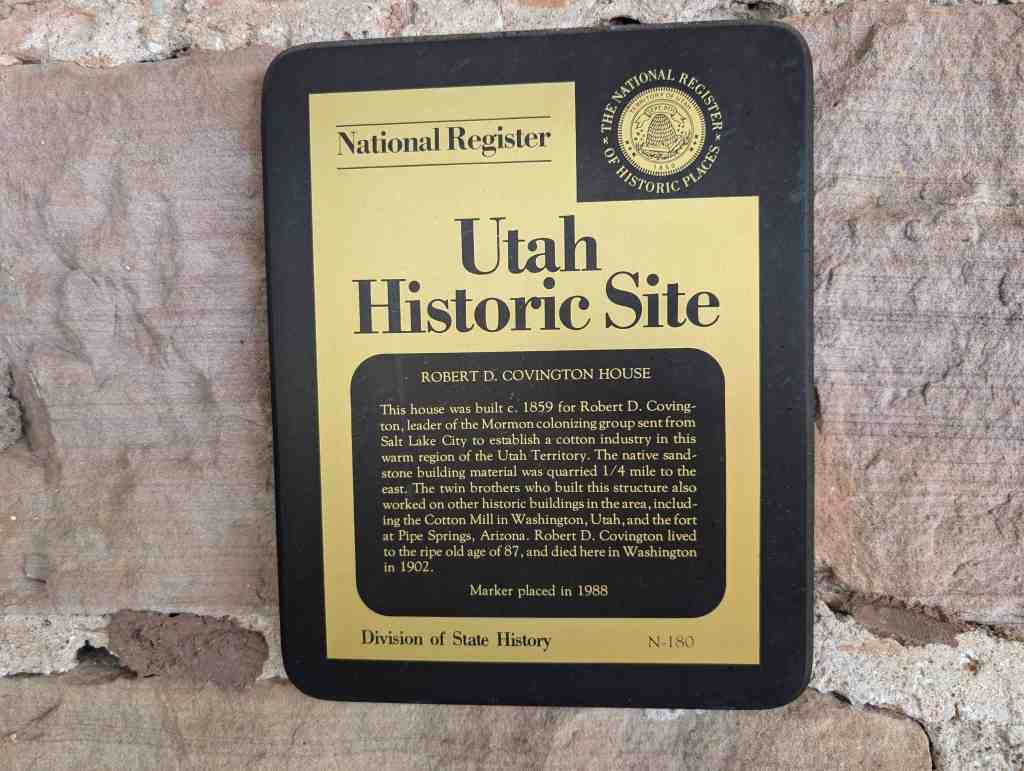 National Register
THE NATIONAL REGISTER
OF HISTORIC PLACES
Utah
Historic Site
ROBERT D. COVINGTON HOUSE
This house was built c. 1859 for Robert D. Coving-
ton, leader of the Mormon colonizing group sent from
Salt Lake City to establish a cotton industry in this
warm region of the Utah Territory. The native sand-
stone building material was quarried 1/4 mile to the
east. The twin brothers who built this structure also
worked on other historic buildings in the area, includ-
ing the Cotton Mill in Washington, Utah, and the fort
at Pipe Springs, Arizona. Robert D. Covington lived
to the ripe old age of 87, and died here in Washington
in 1902.
Marker placed in 1988
Division of State History
N-180